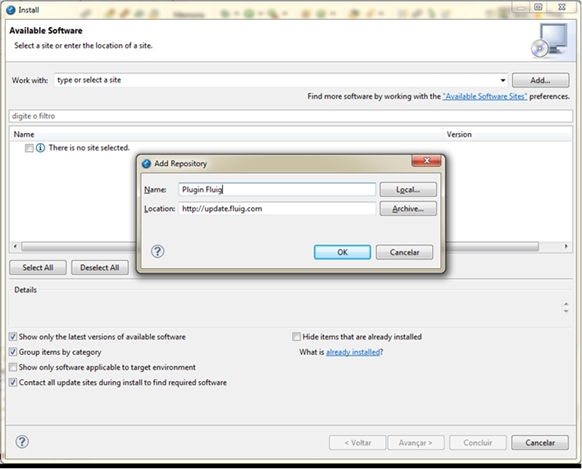 Install
Available Software
Select a site or enter the location of a site.
Work with: type or select a site Add...
Find more software by working with the "Available Software Sites" preferences.
digite o filtro
Name Version
There is no site selected.
Add Repository
Name: Plugin Fluig Local...
Location: http://update.fluig.com Archive...
? OK Cancelar
Select All Deselect All
Details
Show only the latest versions of available software Hide items that are already installed
Group items by category What is already installed?
Show only software applicable to target environment
Contact all update sites during install to find required software
? < Voltar Avançar > Concluir Cancelar